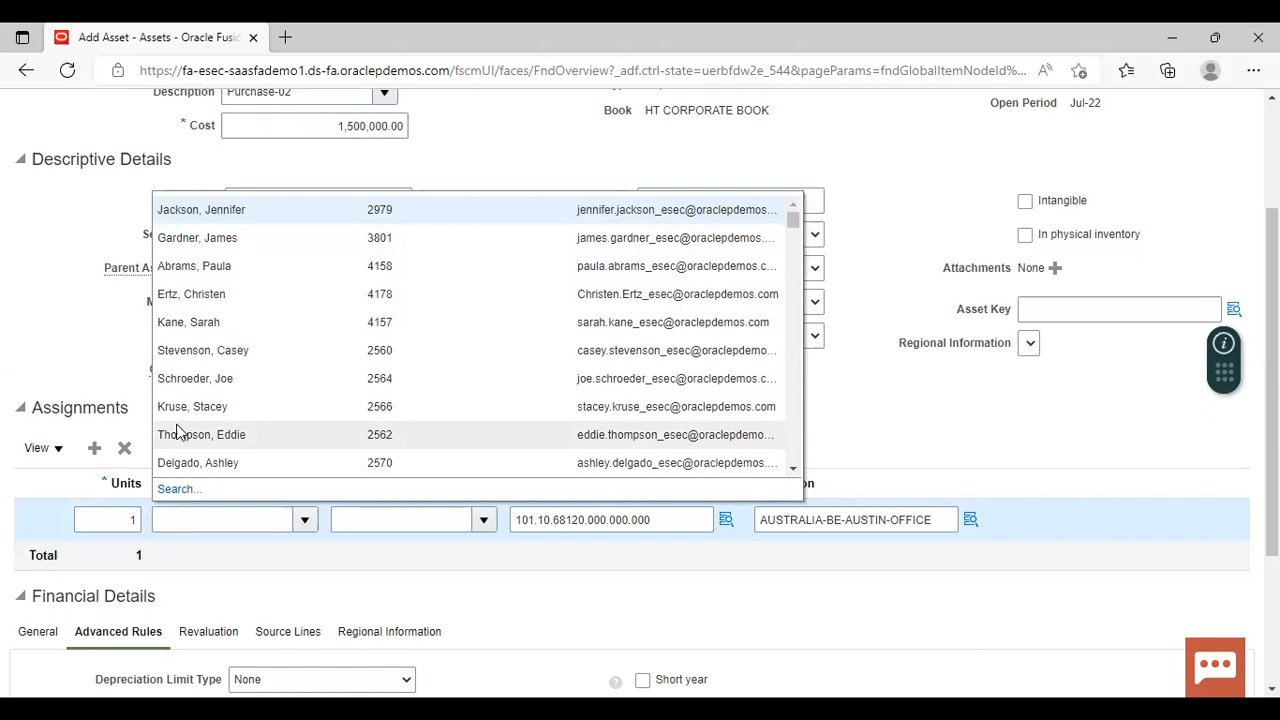 Add Asset - Assets - Oracle Fusi
https://fa-esec-saasfademo1.ds-fa.oraclepdemos.com/fscmUI/faces/FndOverview?_adf.ctrl-state=uerbfdw2e_544&pageParams=fndGlobalItemNodeId%...
Description Purchase-02
Book HT CORPORATE BOOK
Open Period Jul-22
* Cost 1,500,000.00
Descriptive Details
Jackson, Jennifer 2979 jennifer.jackson_esec@oraclepdemos...
Gardner, James 3801 james.gardner_esec@oraclepdemos....
Abrams, Paula 4158 paula.abrams_esec@oraclepdemos.c...
Ertz, Christen 4178 Christen.Ertz_esec@oraclepdemos.com
Kane, Sarah 4157 sarah.kane_esec@oraclepdemos.com
Stevenson, Casey 2560 casey.stevenson_esec@oraclepdemo...
Schroeder, Joe 2564 joe.schroeder_esec@oraclepdemos.c...
Kruse, Stacey 2566 stacey.kruse_esec@oraclepdemos.com
Thompson, Eddie 2562 eddie.thompson_esec@oraclepdemo...
Delgado, Ashley 2570 ashley.delgado_esec@oraclepdemos....
Search...
Intangible
In physical inventory
Parent As
Attachments None
Asset Key
Regional Information
Assignments
View
* Units
1 101.10.68120.000.000.000 AUSTRALIA-BE-AUSTIN-OFFICE
Total 1
Financial Details
General Advanced Rules Revaluation Source Lines Regional Information
Depreciation Limit Type None Short year